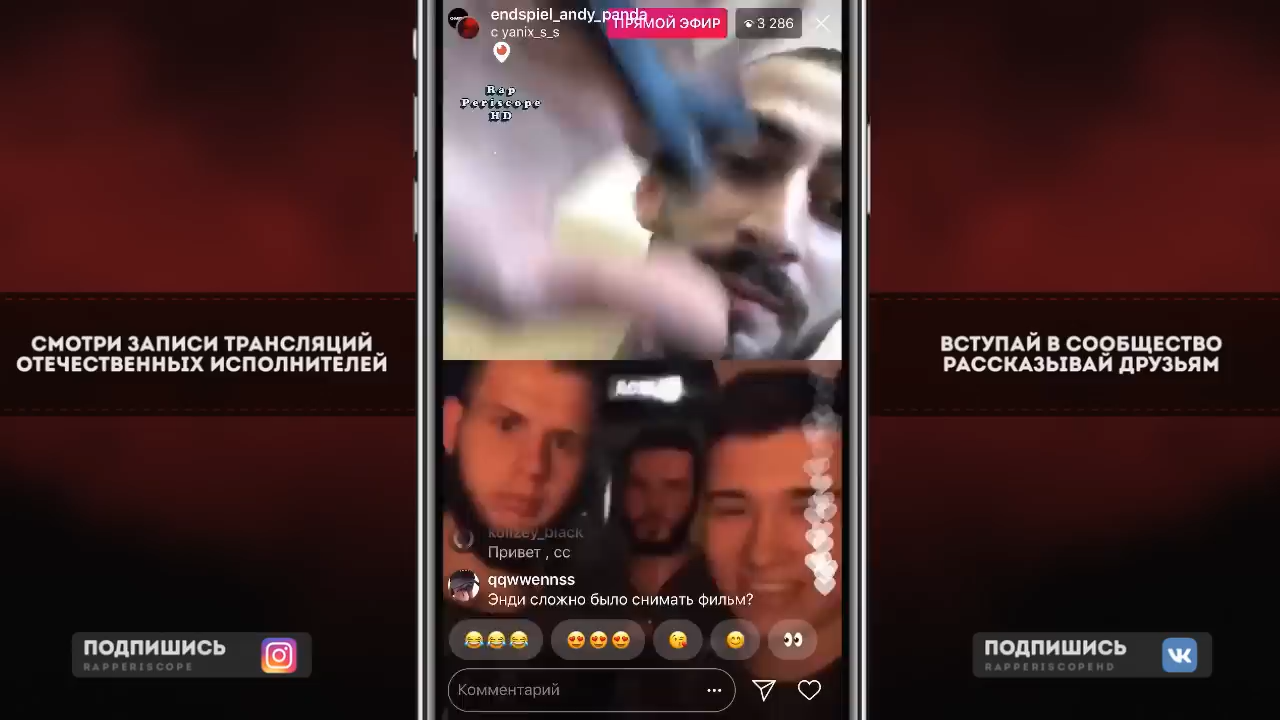 endspiel_andy_panda
с yanix_s_s
ПРЯМОЙ ЭФИР
3 286
Rap
Periscope
HD
СМОТРИ ЗАПИСИ ТРАНСЛЯЦИЙ
ОТЕЧЕСТВЕННЫХ ИСПОЛНИТЕЛЕЙ
ВСТУПАЙ В СООБЩЕСТВО
РАССКАЗЫВАЙ ДРУЗЬЯМ
kolizey_black
Привет , сс
qqwwennss
Энди сложно было снимать фильм?
Комментарий
ПОДПИШИСЬ
RAPPERISCOPE
ПОДПИШИСЬ
RAPPERISCOPEHD